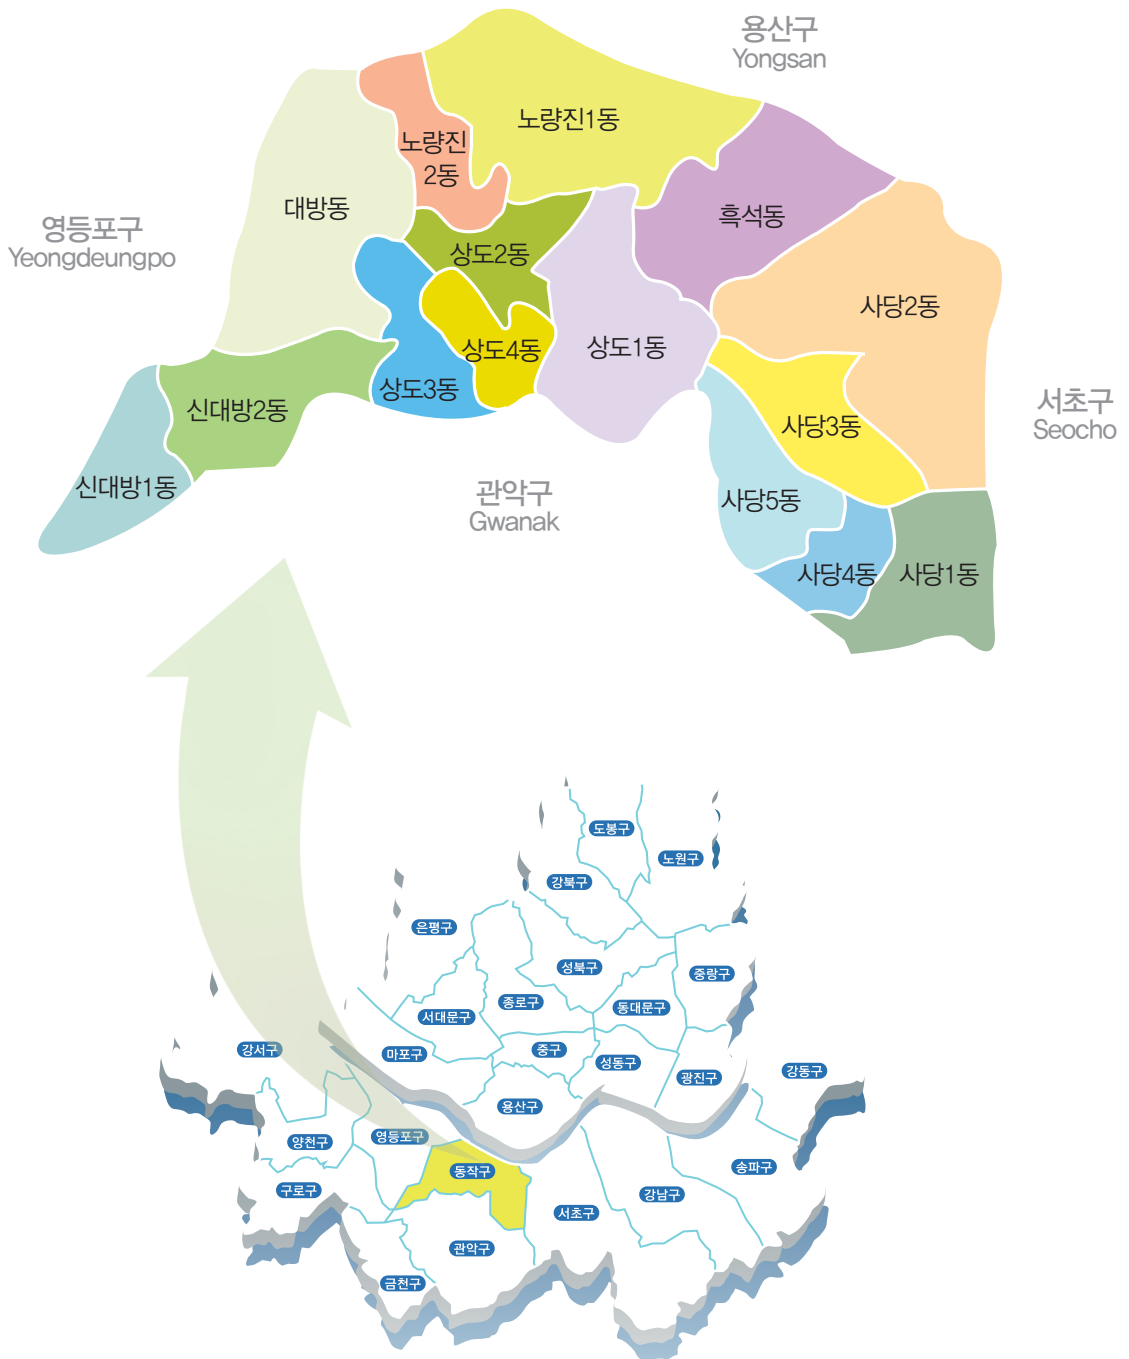 용산구
Yongsan
노량진1동
노량진
2동
대방동
흑석동
영등포구
Yeongdeungpo
상도2동
사당2동
상도4동
상도1동
상도3동
신대방2동
서초구
Seocho
사당3동
신대방1동
관악구
Gwanak
사당5동
사당4동
사당1동
도봉구
노원구
강북구
은평구
성북구
중랑구
종로구
동대문구
서대문구
강서구
마포구
중구
성동구
광진구
강동구
용산구
양천구
영등포구
동작구
송파구
구로구
강남구
서초구
관악구
금천구